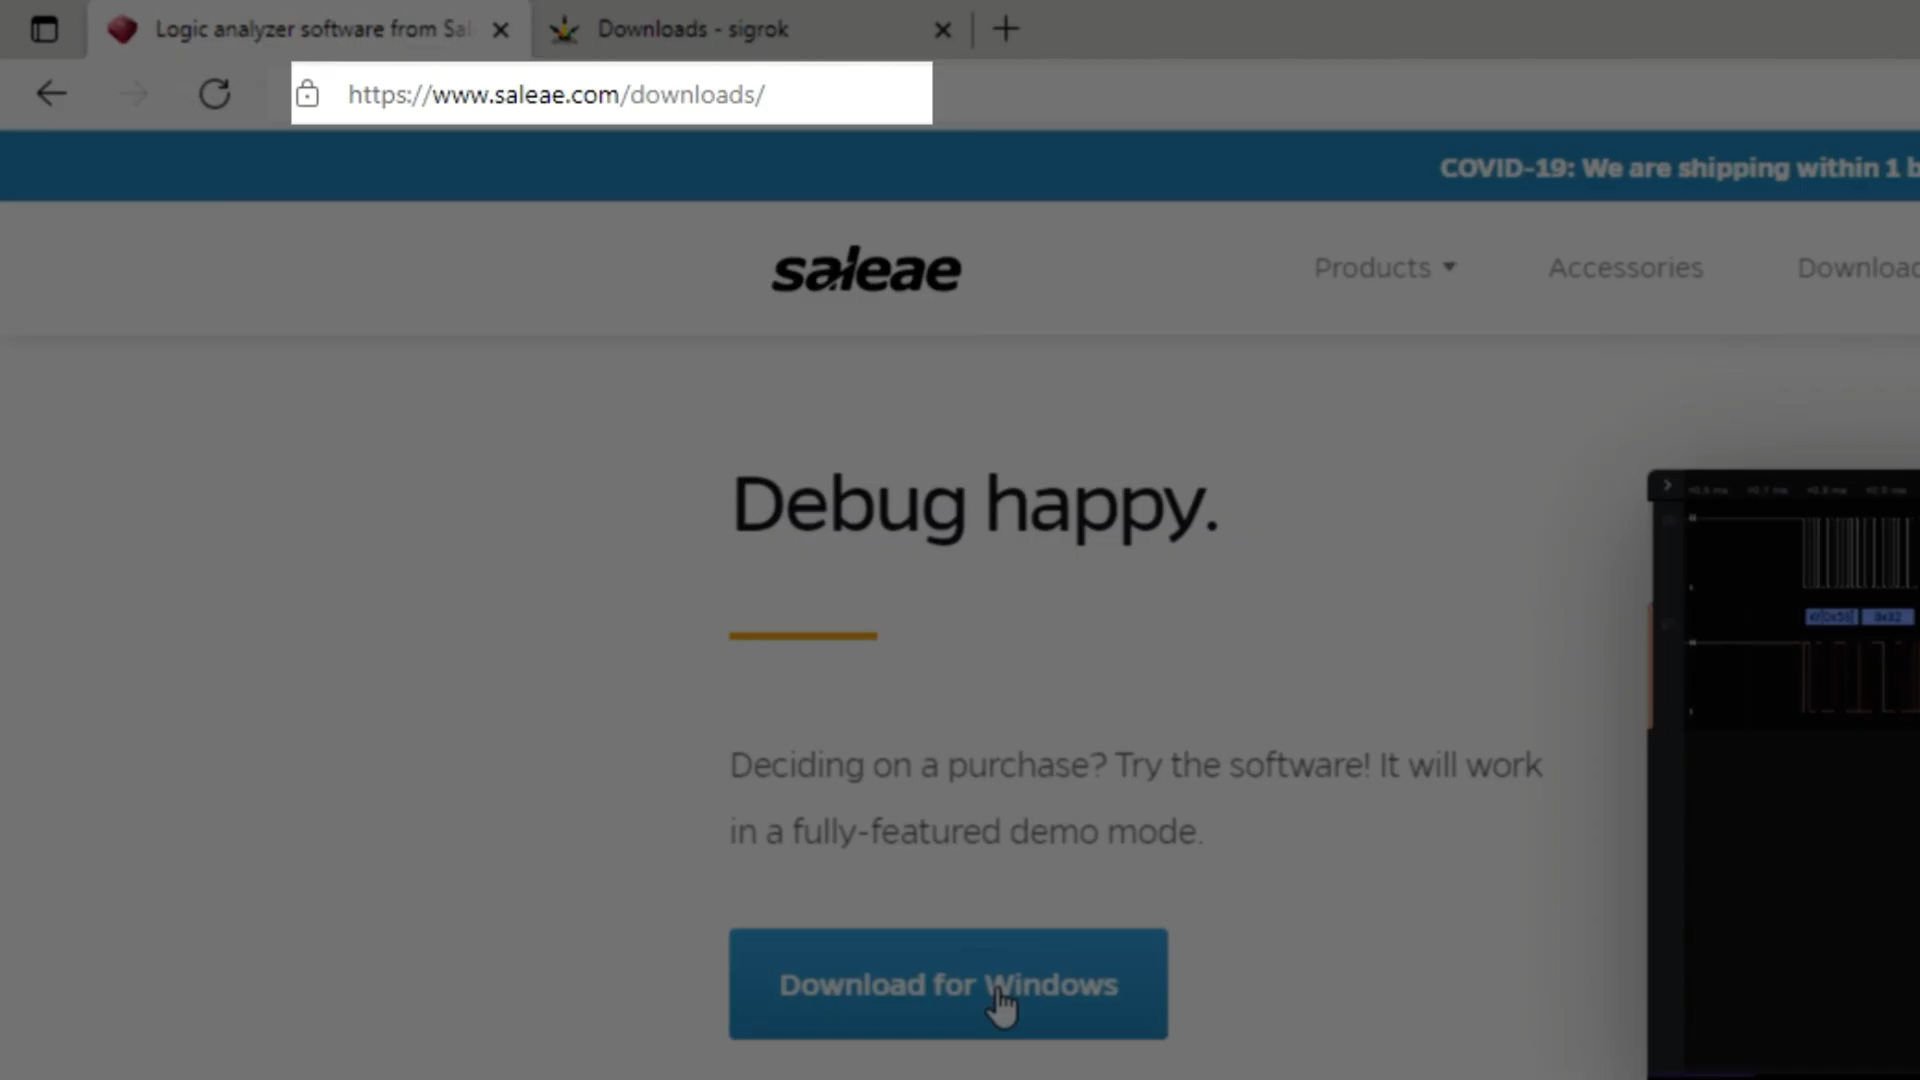 Logic analyzer software from Sal
Downloads - sigrok
https://www.saleae.com/downloads/
COVID-19: We are shipping within 1 b
saleae
Products
Accessories
Download
Debug happy.
Deciding on a purchase? Try the software! It will work
in a fully-featured demo mode.
Download for Windows